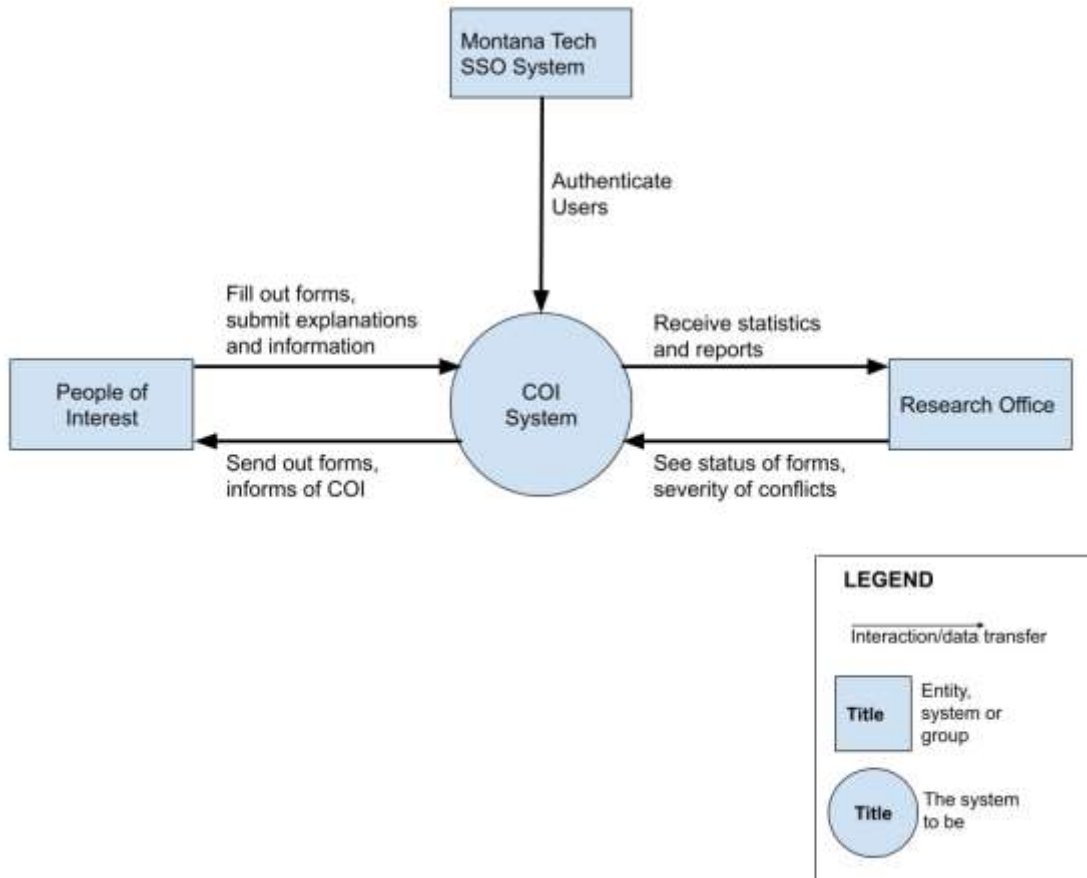 Montana Tech
SSO System
Authenticate
Users
Fill out forms,
submit explanations
and information
Receive statistics
and reports
People of
Interest
COI
System
Research Office
Send out forms,
informs of COI
See status of forms,
severity of conflicts
LEGEND
Interaction/data transfer
Title
Entity,
system or
group
Title
The system
to be